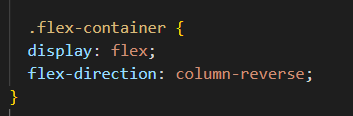 .flex-container {
display: flex;
flex-direction: column-reverse;
}